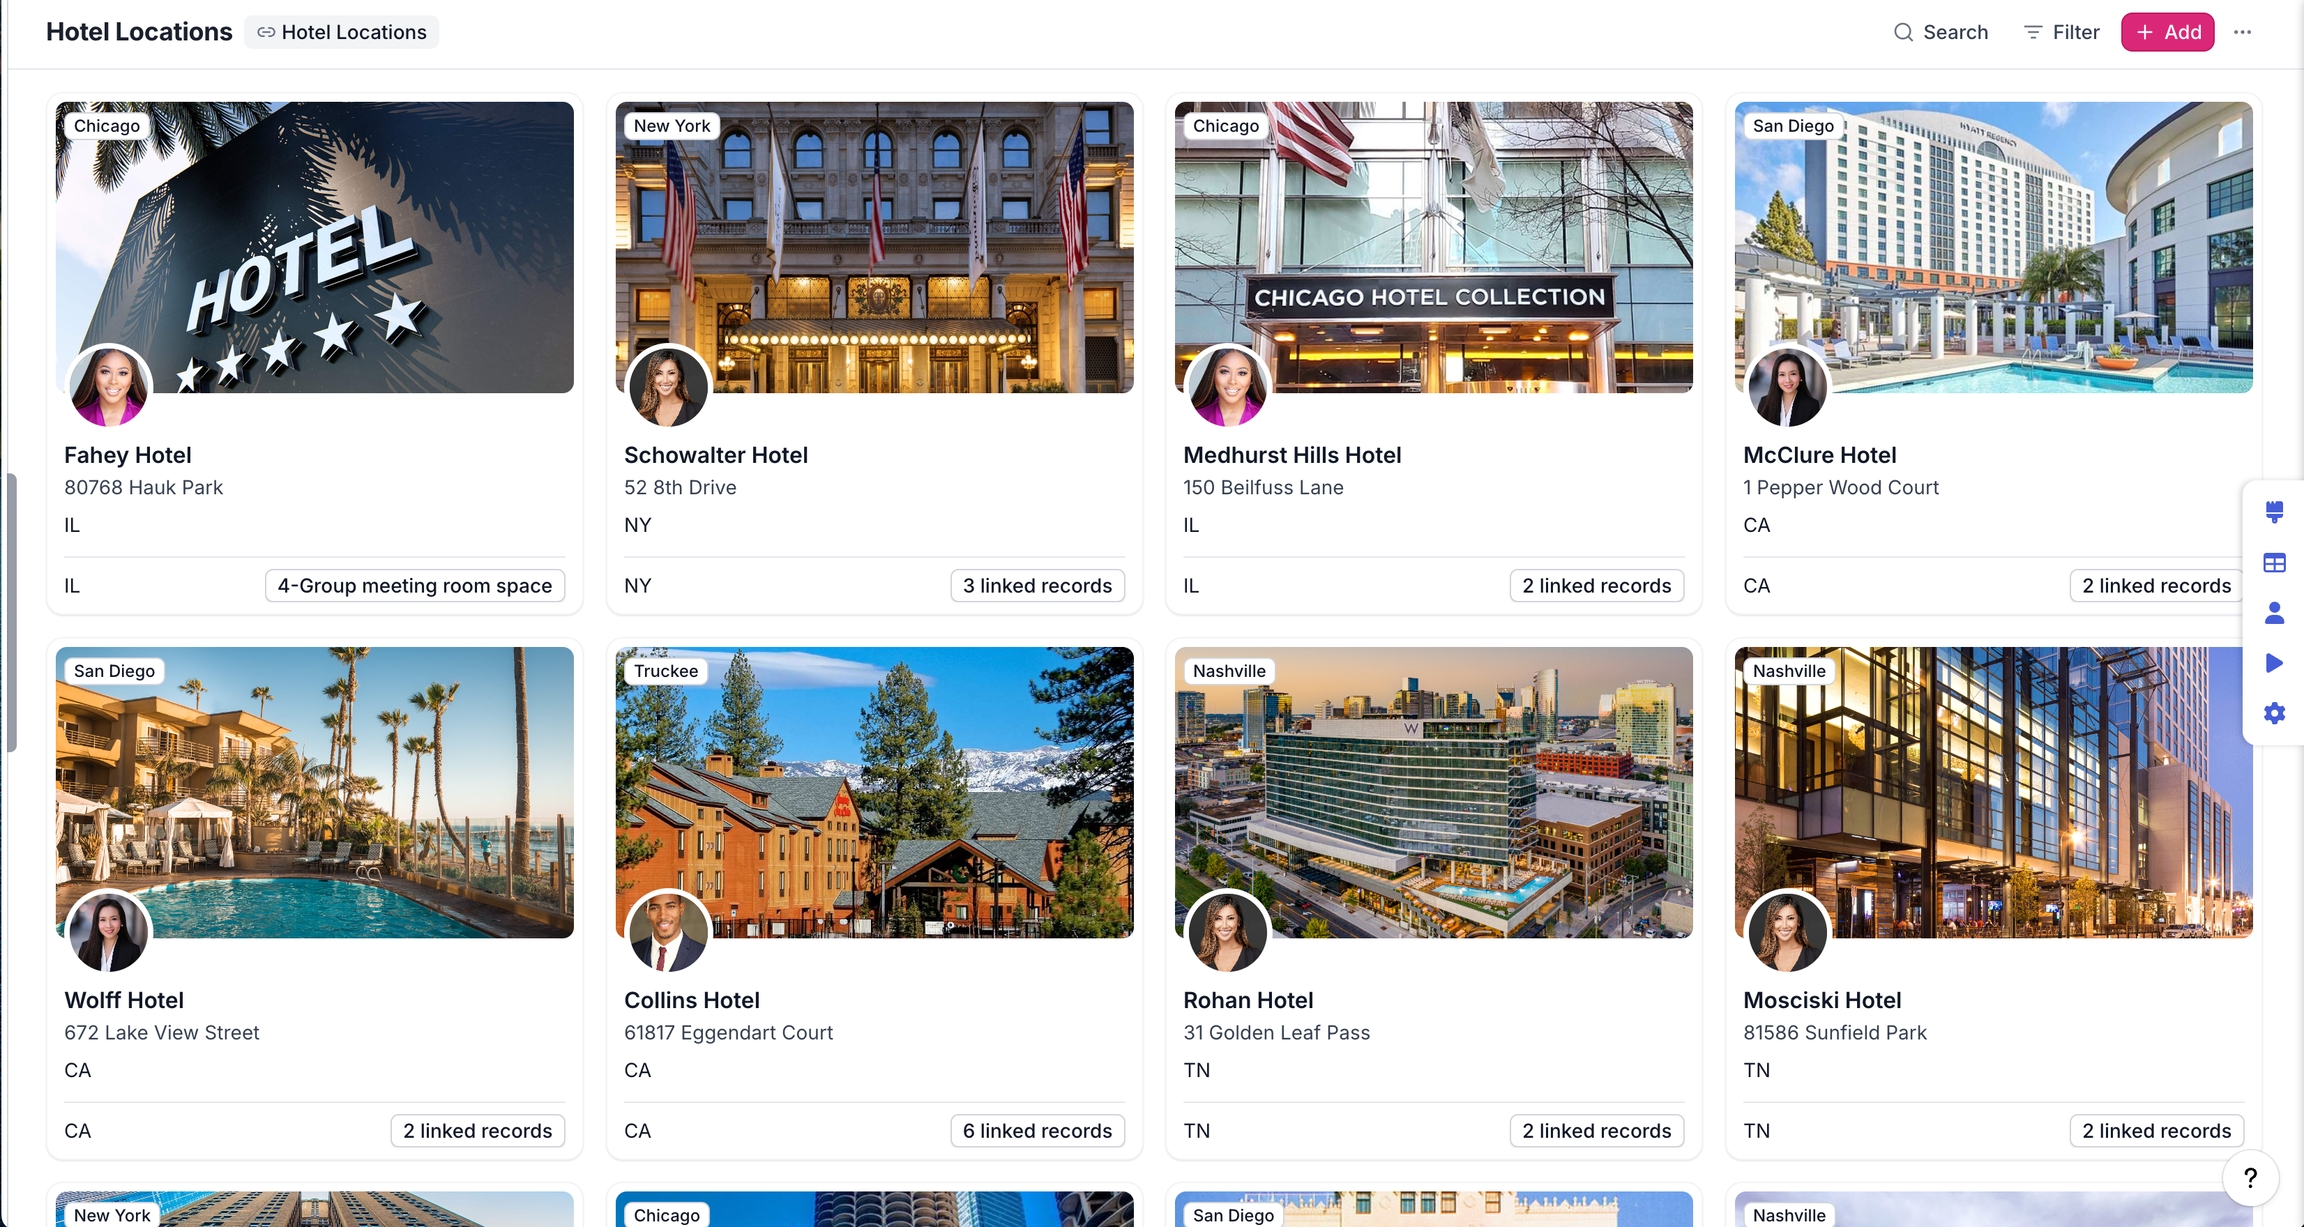 Hotel Locations
Hotel Locations
Search
Filter
+ Add
Chicago
HOTEL
New York
Chicago
CHICAGO HOTEL COLLECTION
San Diego
HYATT REGENCY
Fahey Hotel
80768 Hauk Park
IL
IL
4-Group meeting room space
Schowalter Hotel
52 8th Drive
NY
NY
3 linked records
Medhurst Hills Hotel
150 Beilfuss Lane
IL
IL
2 linked records
McClure Hotel
1 Pepper Wood Court
CA
CA
2 linked records
San Diego
Truckee
Nashville
W
Nashville
Wolff Hotel
672 Lake View Street
CA
CA
2 linked records
Collins Hotel
61817 Eggendart Court
CA
CA
6 linked records
Rohan Hotel
31 Golden Leaf Pass
TN
TN
2 linked records
Mosciski Hotel
81586 Sunfield Park
TN
TN
2 linked records
?
New York
Chicago
San Diego
Nashville